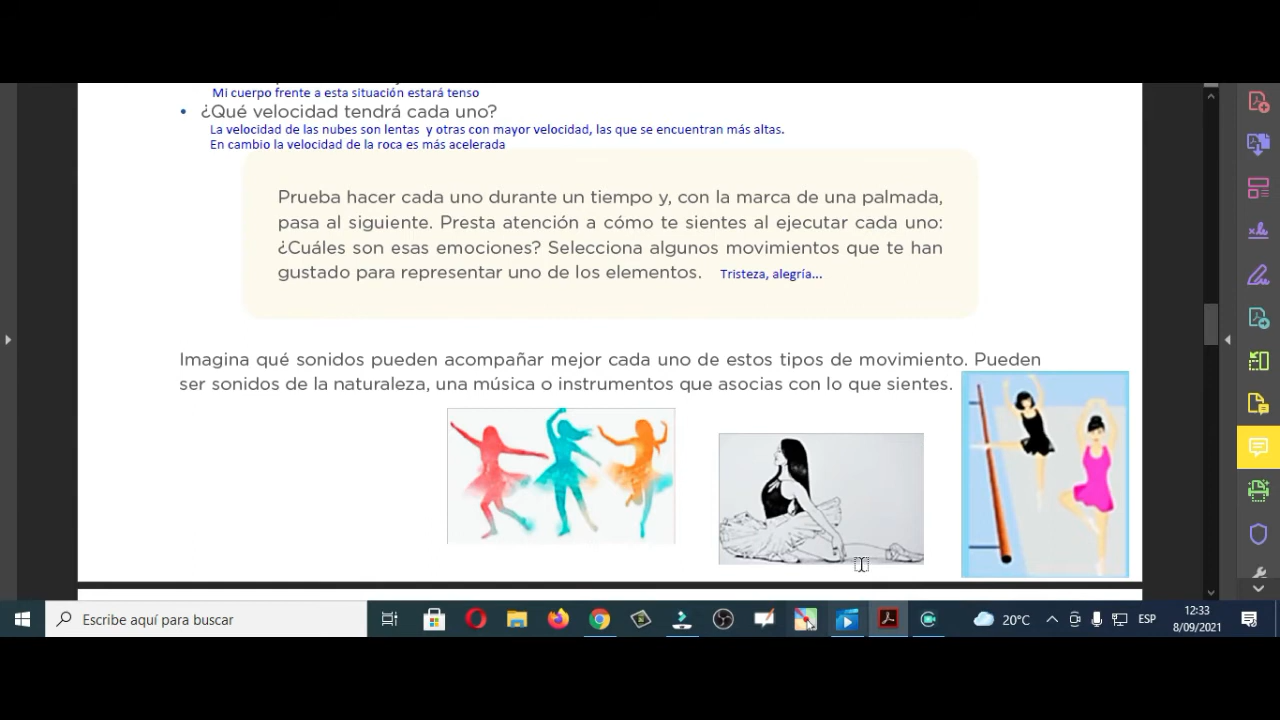 Mi cuerpo frente a esta situación estará tenso
• ¿Qué velocidad tendrá cada uno?
La velocidad de las nubes son lentas y otras con mayor velocidad, las que se encuentran más altas.
En cambio la velocidad de la roca es más acelerada
Prueba hacer cada uno durante un tiempo y, con la marca de una palmada,
pasa al siguiente. Presta atención a cómo te sientes al ejecutar cada uno:
¿Cuáles son esas emociones? Selecciona algunos movimientos que te han
gustado para representar uno de los elementos. Tristeza, alegría...
Imagina qué sonidos pueden acompañar mejor cada uno de estos tipos de movimiento. Pueden
ser sonidos de la naturaleza, una música o instrumentos que asocias con lo que sientes.
Escribe aquí para buscar
20°C
ESP
12:33
8/09/2021